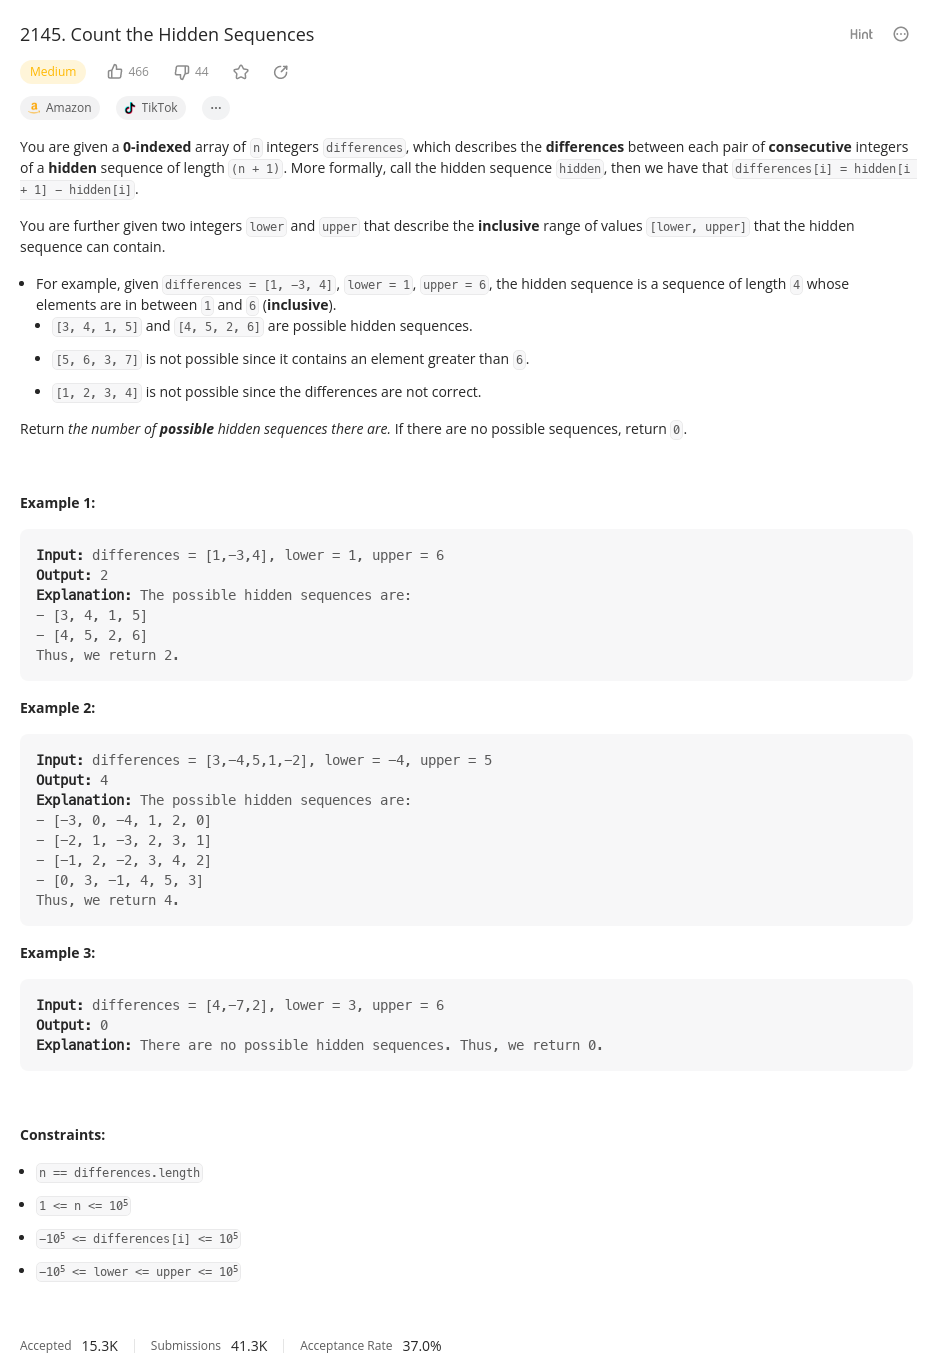 2145. Count the Hidden Sequences
Hint
Medium 466 44
Amazon TikTok ...
You are given a 0-indexed array of n integers differences, which describes the differences between each pair of consecutive integers
of a hidden sequence of length (n + 1). More formally, call the hidden sequence hidden, then we have that differences[i] = hidden[i
+ 1] − hidden[i].
You are further given two integers lower and upper that describe the inclusive range of values [lower, upper] that the hidden
sequence can contain.
• For example, given differences = [1, −3, 4], lower = 1, upper = 6, the hidden sequence is a sequence of length 4 whose
elements are in between 1 and 6 (inclusive).
• [3, 4, 1, 5] and [4, 5, 2, 6] are possible hidden sequences.
• [5, 6, 3, 7] is not possible since it contains an element greater than 6.
• [1, 2, 3, 4] is not possible since the differences are not correct.
Return the number of possible hidden sequences there are. If there are no possible sequences, return 0.
Example 1:
Input: differences = [1,−3,4], lower = 1, upper = 6
Output: 2
Explanation: The possible hidden sequences are:
− [3, 4, 1, 5]
− [4, 5, 2, 6]
Thus, we return 2.
Example 2:
Input: differences = [3,−4,5,1,−2], lower = −4, upper = 5
Output: 4
Explanation: The possible hidden sequences are:
− [−3, 0, −4, 1, 2, 0]
− [−2, 1, −3, 2, 3, 1]
− [−1, 2, −2, 3, 4, 2]
− [0, 3, −1, 4, 5, 3]
Thus, we return 4.
Example 3:
Input: differences = [4,−7,2], lower = 3, upper = 6
Output: 0
Explanation: There are no possible hidden sequences. Thus, we return 0.
Constraints:
• n == differences.length
• 1 <= n <= 10⁵
• −10⁵ <= differences[i] <= 10⁵
• −10⁵ <= lower <= upper <= 10⁵
Accepted 15.3K Submissions 41.3K Acceptance Rate 37.0%